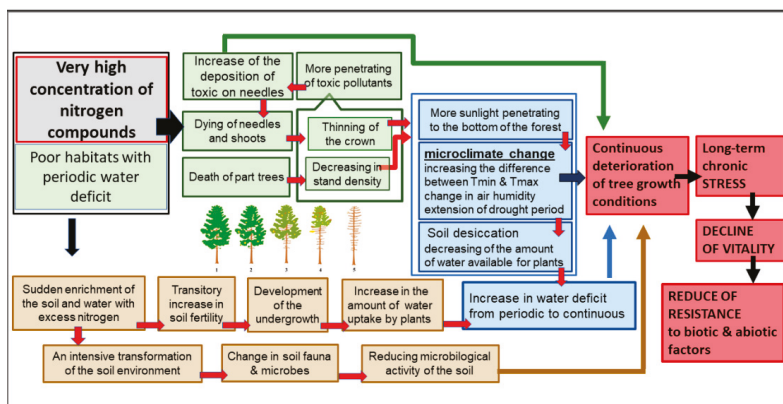 Very high
concentration of
nitrogen
compounds
Poor habitats with
periodic water
deficit
Increase of the
deposition of
toxic on needles
More penetrating
of toxic pollutants
Dying of needles
and shoots
Thinning of
the crown
Death of part trees
Decreasing in
stand density
1 2 3 4 5
More sunlight penetrating
to the bottom of the forest
microclimate change
increasing the difference
between Tmin & Tmax
change in air humidity
extension of drought period
Soil desiccation
decreasing of the amount
of water available for plants
Increase in water deficit
from periodic to continuous
Continuous
deterioration
of tree growth
conditions
Long-term
chronic
STRESS
DECLINE
OF VITALITY
REDUCE OF
RESISTANCE
to biotic & abiotic
factors
Sudden enrichment of
the soil and water with
excess nitrogen
Transitory
increase in
soil fertility
Development
of the
undergrowth
Increase in the
amount of water
uptake by plants
An intensive transformation
of the soil environment
Change in soil fauna
& microbes
Reducing microbilogical
activity of the soil